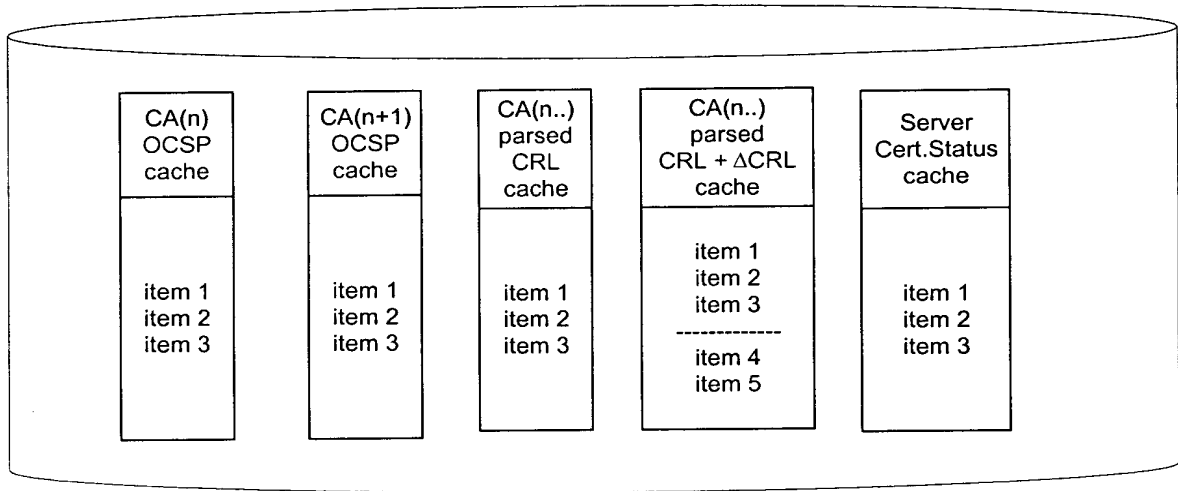 CA(n)
OCSP
cache
item 1
item 2
item 3
CA(n+1)
OCSP
cache
item 1
item 2
item 3
CA(n..)
parsed
CRL
cache
item 1
item 2
item 3
CA(n..)
parsed
CRL + ΔCRL
cache
item 1
item 2
item 3
item 4
item 5
Server
Cert.Status
cache
item 1
item 2
item 3